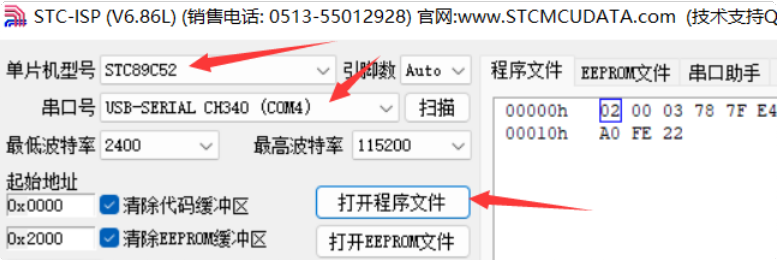 STC-ISP (V6.86L) (销售电话: 0513-55012928) 官网:www.STCMCUDATA.com (技术支持Q
单片机型号 STC89C52 引脚数 Auto
串口号 USB-SERIAL CH340 (COM4) 扫描
最低波特率 2400 最高波特率 115200
起始地址
0x0000 清除代码缓冲区 打开程序文件
0x2000 清除EEPROM缓冲区 打开EEPROM文件
程序文件 EEPROM文件 串口助手
00000h 02 00 03 78 7F E4
00010h A0 FE 22